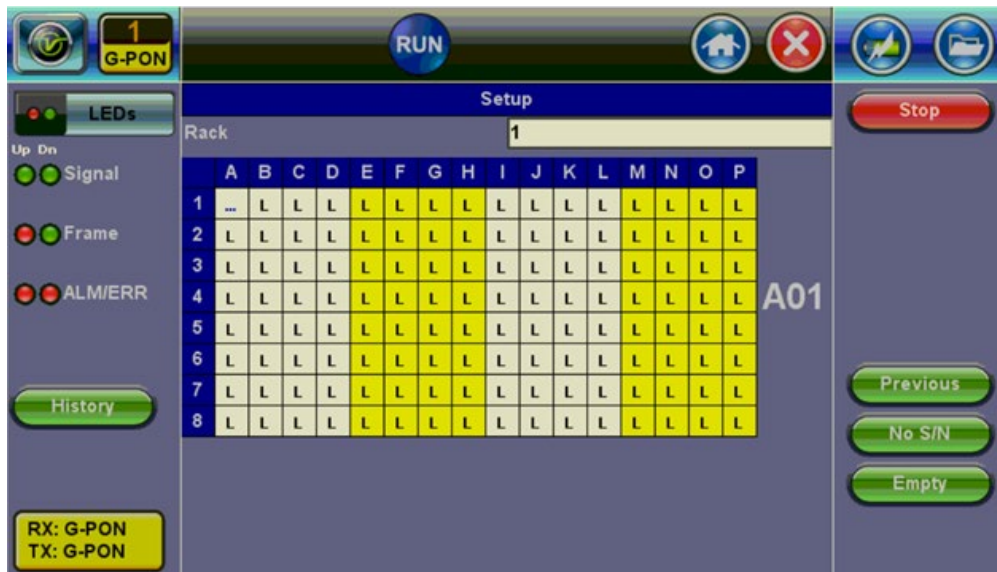 1
G-PON
RUN
LEDs
Setup
Stop
Rack 1
Up Dn
Signal
A B C D E F G H I J K L M N O P
1 ... L L L L L L L L L L L L L L L
Frame
2 L L L L L L L L L L L L L L L L
3 L L L L L L L L L L L L L L L L
ALM/ERR
4 L L L L L L L L L L L L L L L L
A01
5 L L L L L L L L L L L L L L L L
6 L L L L L L L L L L L L L L L L
7 L L L L L L L L L L L L L L L L
Previous
History
8 L L L L L L L L L L L L L L L L
No S/N
Empty
RX: G-PON
TX: G-PON